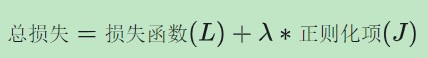 总损失 = 损失函数(L) + λ * 正则化项(J)